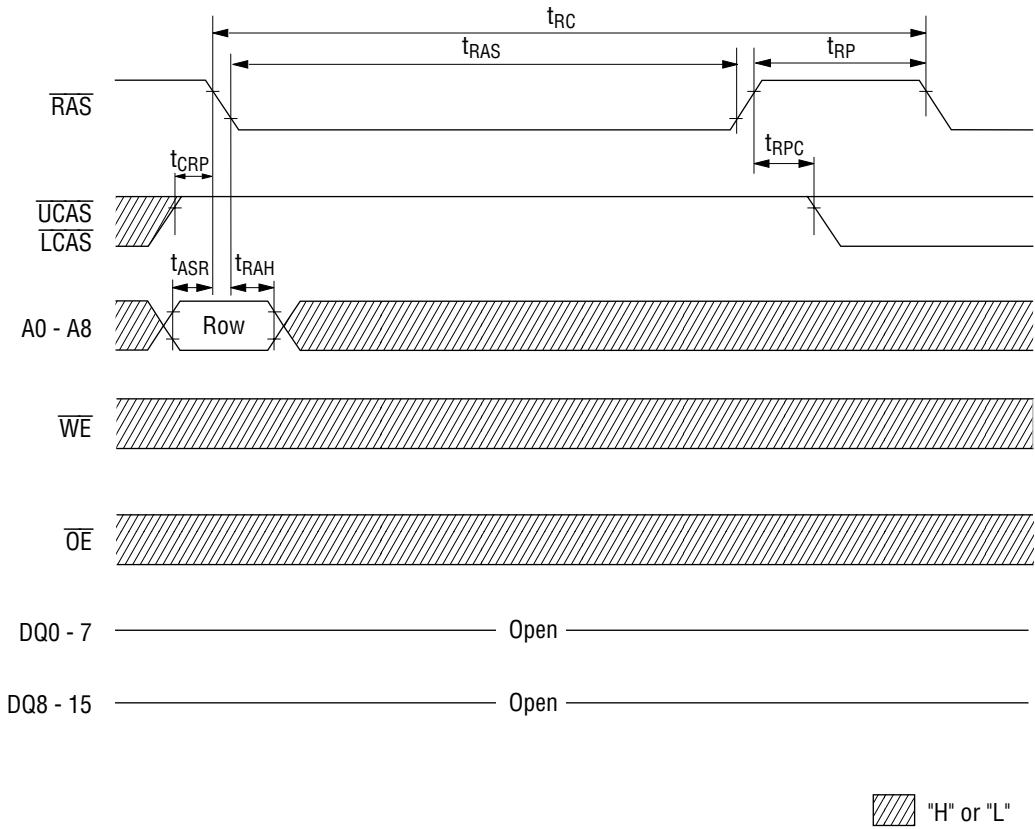 tRC
tRAS
tRP
RAS
tRPC
tCRP
UCAS
LCAS
tASR
tRAH
A0 - A8
Row
WE
OE
DQ0 - 7
Open
DQ8 - 15
Open
"H" or "L"